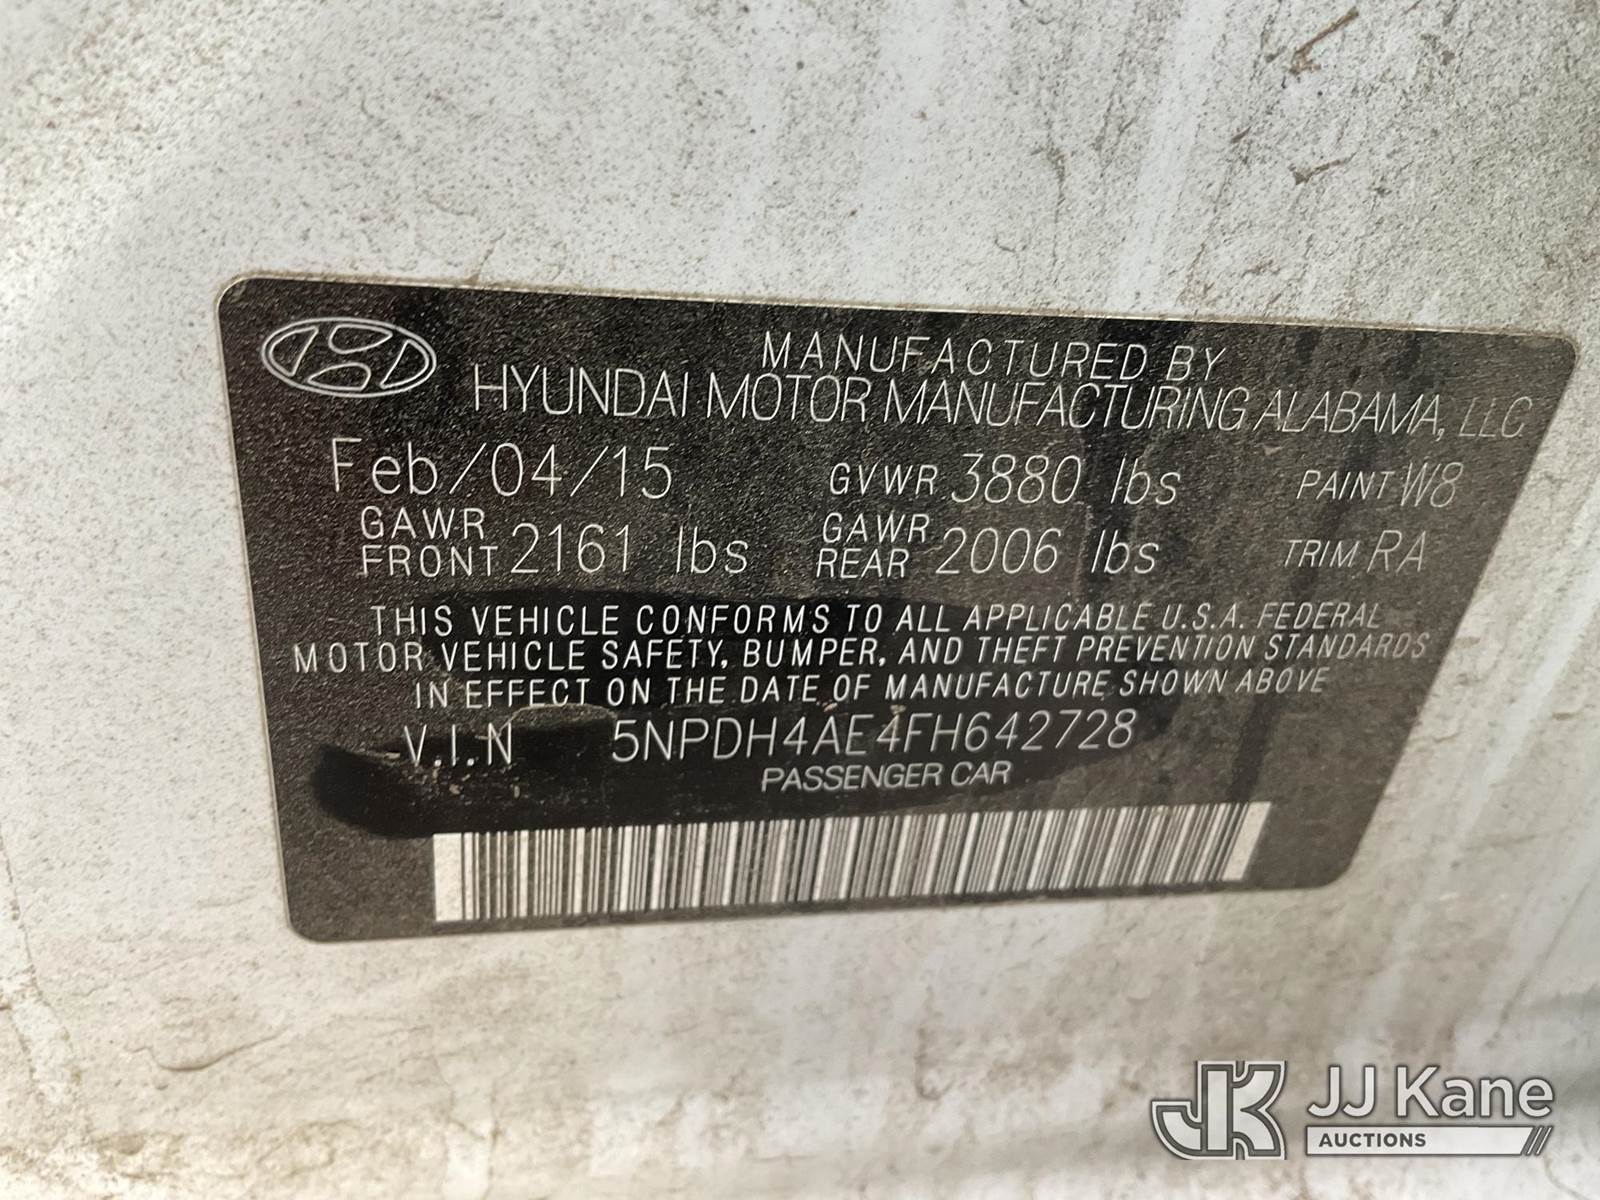 MANUFACTURED BY
HYUNDAI MOTOR MANUFACTURING ALABAMA, LLC
Feb/04/15 GVWR 3880 lbs PAINT W8
GAWR FRONT 2161 lbs GAWR REAR 2006 lbs TRIM RA
THIS VEHICLE CONFORMS TO ALL APPLICABLE U.S.A. FEDERAL
MOTOR VEHICLE SAFETY, BUMPER, AND THEFT PREVENTION STANDARDS
IN EFFECT ON THE DATE OF MANUFACTURE SHOWN ABOVE
V.I.N 5NPDH4AE4FH642728
PASSENGER CAR
JK JJ Kane
AUCTIONS